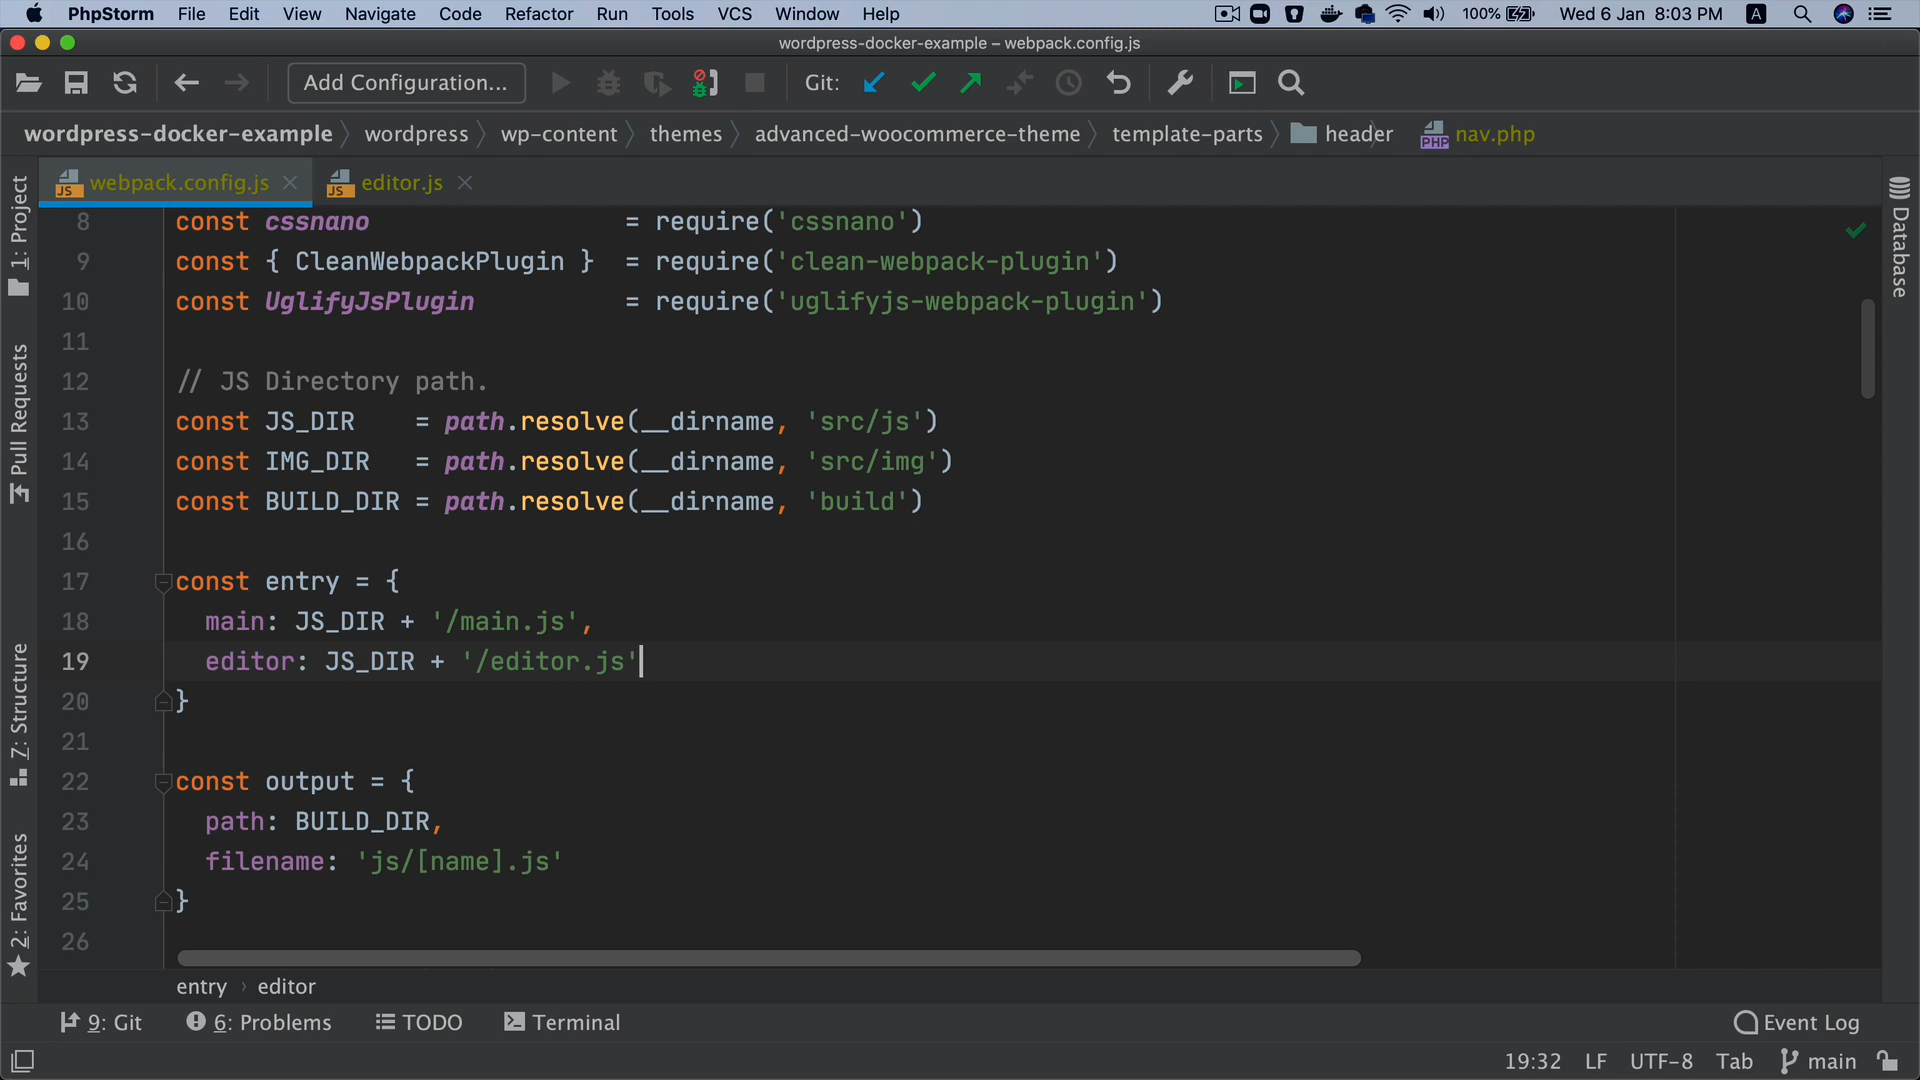 PhpStorm File Edit View Navigate Code Refactor Run Tools VCS Window Help 100% Wed 6 Jan 8:03 PM A
wordpress-docker-example – webpack.config.js
Add Configuration... Git:
wordpress-docker-example wordpress wp-content themes advanced-woocommerce-theme template-parts header PHP nav.php
JS webpack.config.js JS editor.js
1: Project
Pull Requests
Z: Structure
2: Favorites
Database
8 const cssnano = require('cssnano')
9 const { CleanWebpackPlugin } = require('clean-webpack-plugin')
10 const UglifyJsPlugin = require('uglifyjs-webpack-plugin')
11
12 // JS Directory path.
13 const JS_DIR = path.resolve(__dirname, 'src/js')
14 const IMG_DIR = path.resolve(__dirname, 'src/img')
15 const BUILD_DIR = path.resolve(__dirname, 'build')
16
17 const entry = {
18 main: JS_DIR + '/main.js',
19 editor: JS_DIR + '/editor.js'
20 }
21
22 const output = {
23 path: BUILD_DIR,
24 filename: 'js/[name].js'
25 }
26
entry › editor
9: Git 6: Problems TODO Terminal Event Log
19:32 LF UTF-8 Tab main